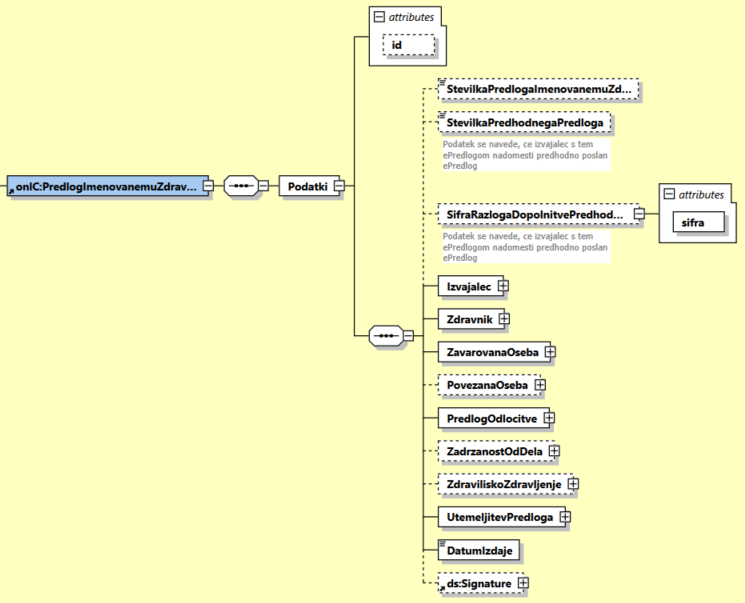 attributes
id
StevilkaPredlogaImenovanemuZd...
StevilkaPredhodnegaPredloga
Podatek se navede, ce izvajalec s tem
ePredlogom nadomesti predhodno poslan
ePredlog
onlC:PredlogImenovanemuZdrav...
Podatki
SifraRazlogaDopolnitvePredhod...
attributes
sifra
Podatek se navede, ce izvajalec s tem
ePredlogom nadomesti predhodno poslan
ePredlog
Izvajalec
Zdravnik
ZavarovanaOseba
PovezanaOseba
PredlogOdlocitve
ZadrzanostOdDela
ZdraviliskoZdravljenje
UtemeljitevPredloga
DatumIzdaje
ds:Signature